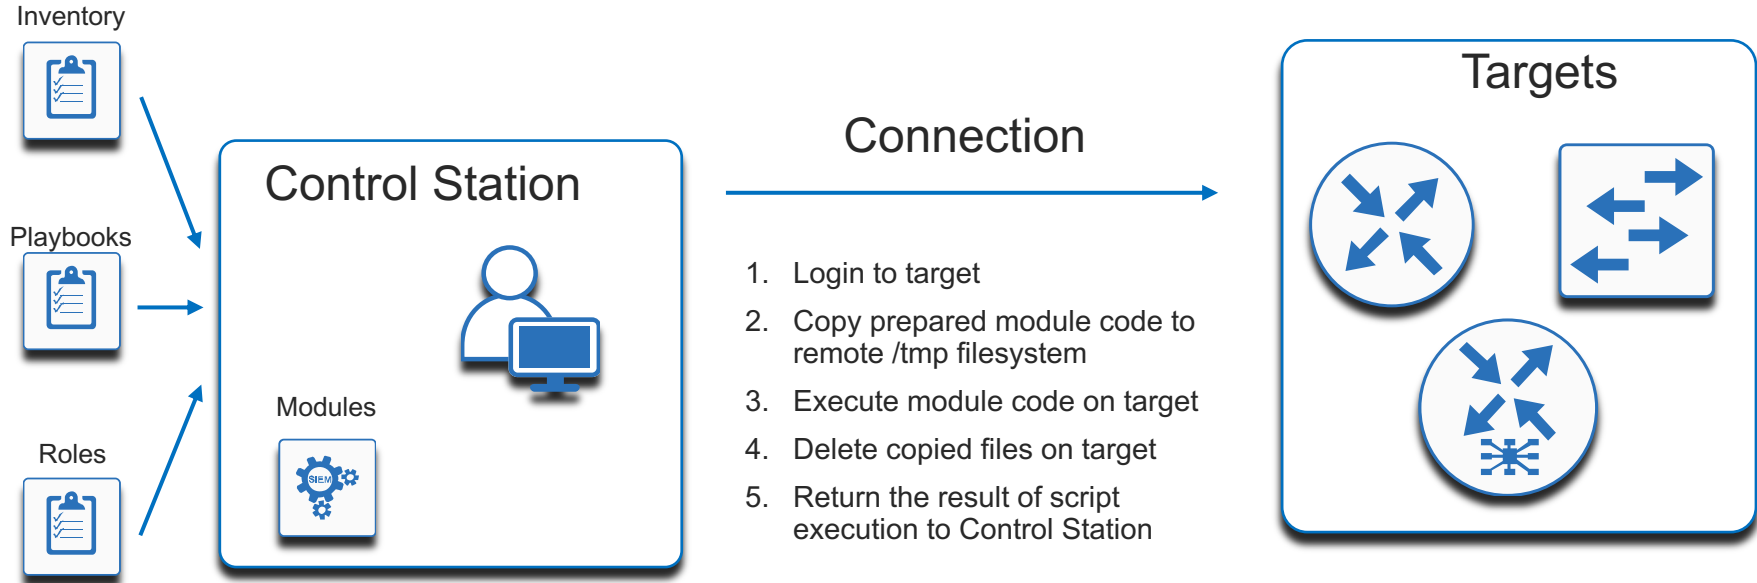 Inventory
Playbooks
Roles
Control Station
Modules
SIEM
Connection
1. Login to target
2. Copy prepared module code to
remote /tmp filesystem
3. Execute module code on target
4. Delete copied files on target
5. Return the result of script
execution to Control Station
Targets